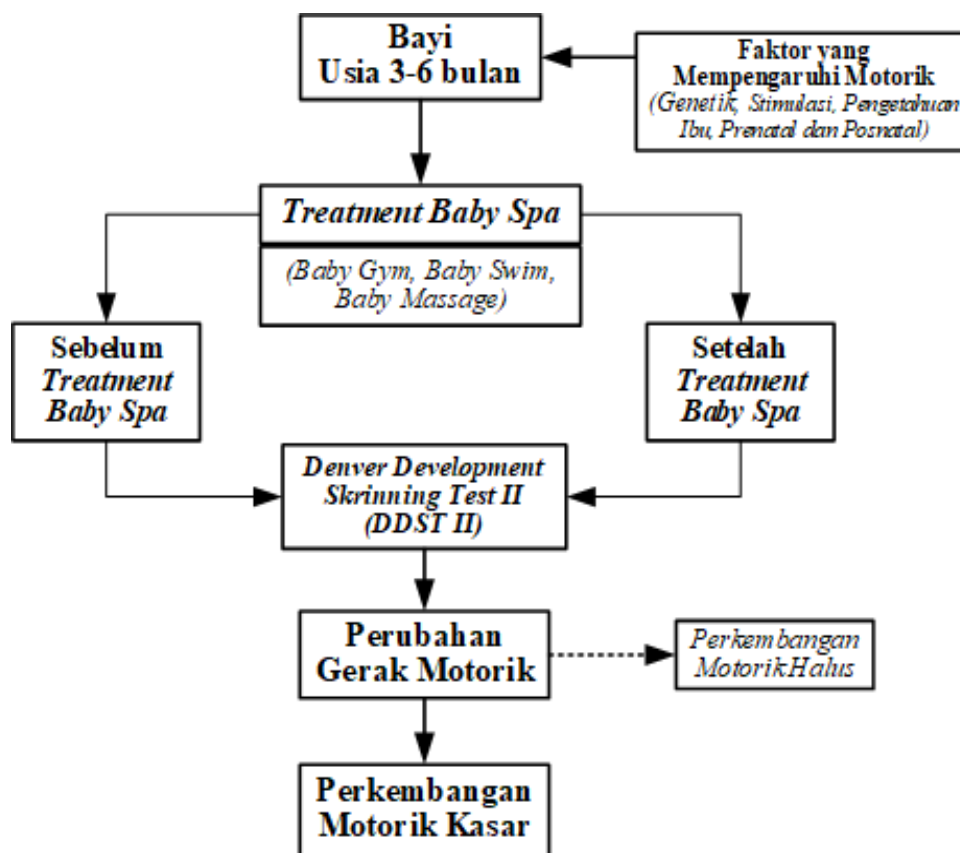 Bayi
Usia 3-6 bulan
Faktor yang
Mempengaruhi Motorik
(Genetik, Stimulasi, Pengetahuan
Ibu, Prenatal dan Posnatal)
Treatment Baby Spa
(Baby Gym, Baby Swim,
Baby Massage)
Sebelum
Treatment
Baby Spa
Setelah
Treatment
Baby Spa
Denver Development
Skrinning Test II
(DDST II)
Perubahan
Gerak Motorik
Perkembangan
Motorik Halus
Perkembangan
Motorik Kasar